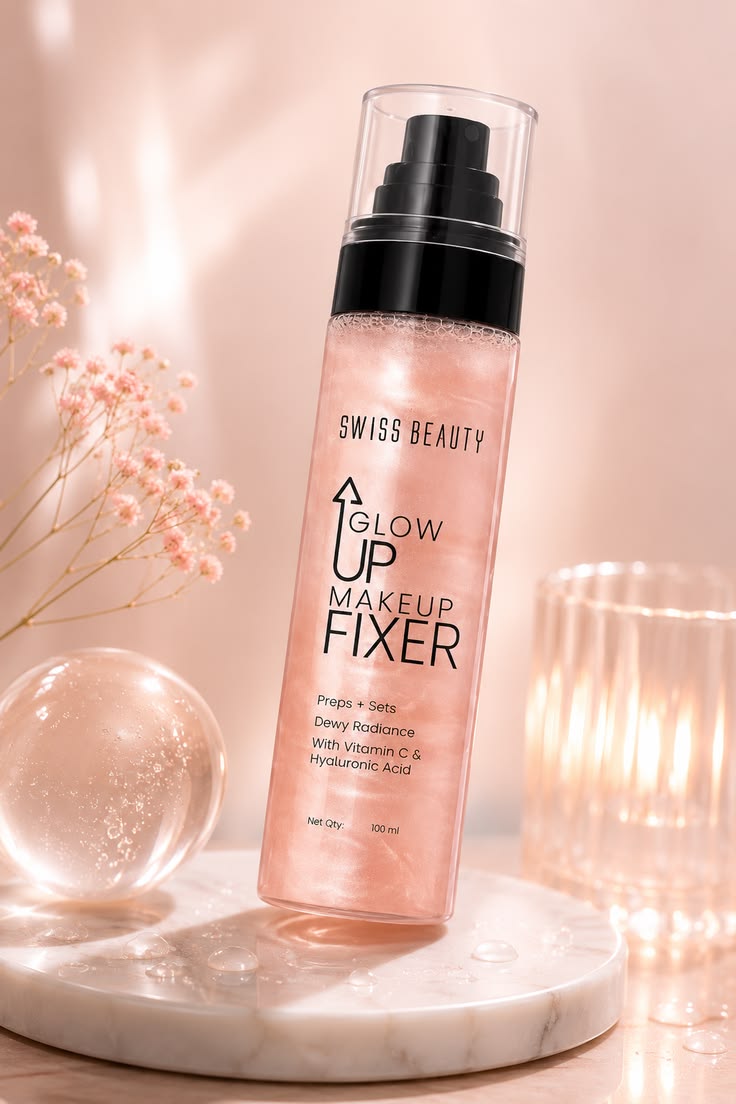 SWISS BEAUTY
GLOW
UP
MAKEUP
FIXER
Preps + Sets
Dewy Radiance
With Vitamin C &
Hyaluronic Acid
Net Qty: 100 ml